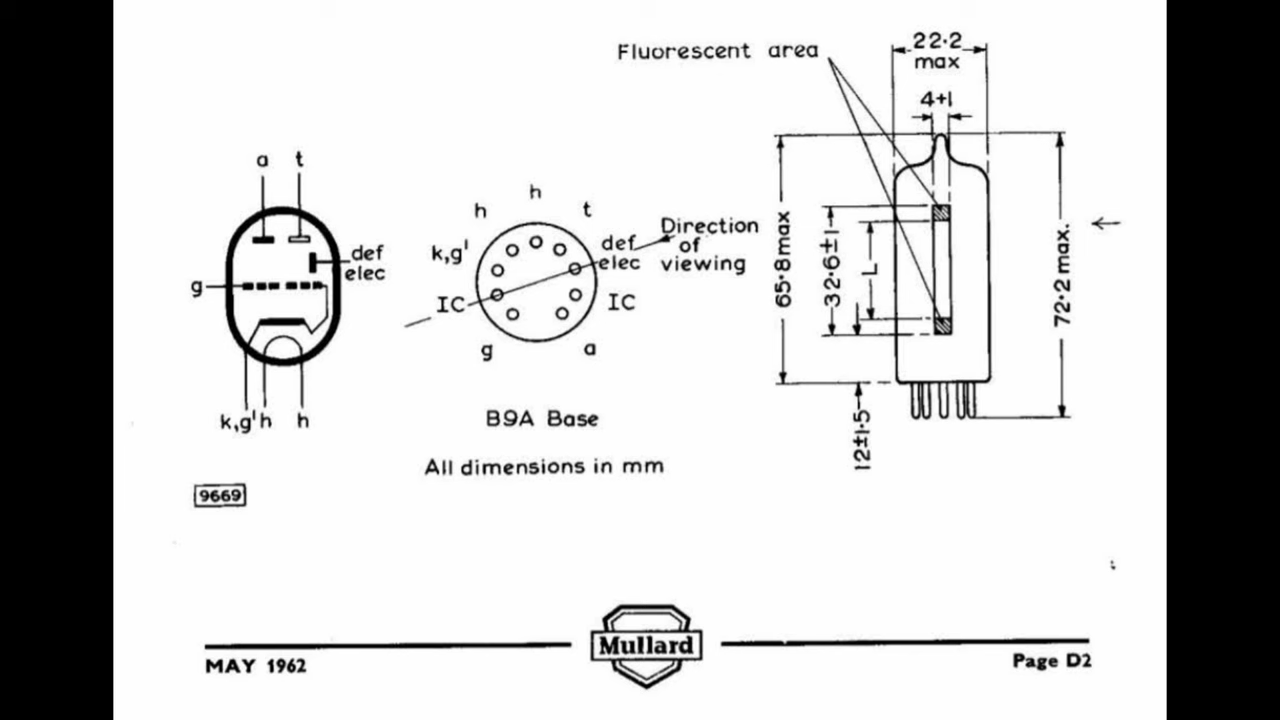 Fluorescent area
22·2
max
4+1
a t
def
elec
g
k,g' h h
h
h t
k,g' def
elec
Direction
of
viewing
IC IC
g a
B9A Base
All dimensions in mm
65·8 max
32·6±1
L
72·2 max.
12±1·5
9669
Mullard
MAY 1962
Page D2